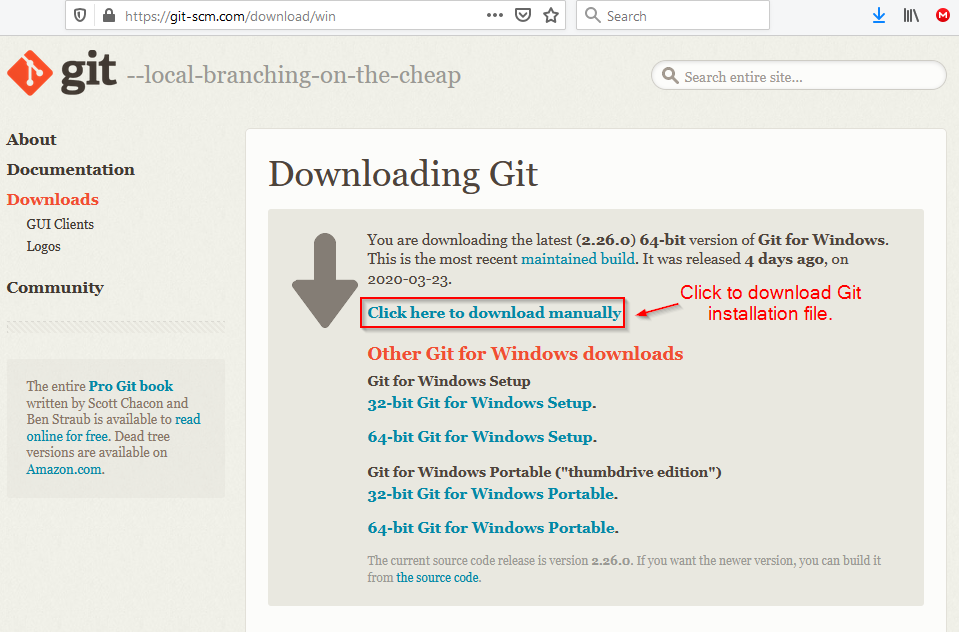 https://git-scm.com/download/win
Search
git --local-branching-on-the-cheap
Search entire site...
About
Documentation
Downloads
GUI Clients
Logos
Community
The entire Pro Git book
written by Scott Chacon and
Ben Straub is available to read
online for free. Dead tree
versions are available on
Amazon.com.
Downloading Git
You are downloading the latest (2.26.0) 64-bit version of Git for Windows.
This is the most recent maintained build. It was released 4 days ago, on
2020-03-23.
Click here to download manually
Click to download Git
installation file.
Other Git for Windows downloads
Git for Windows Setup
32-bit Git for Windows Setup.
64-bit Git for Windows Setup.
Git for Windows Portable ("thumbdrive edition")
32-bit Git for Windows Portable.
64-bit Git for Windows Portable.
The current source code release is version 2.26.0. If you want the newer version, you can build it
from the source code.